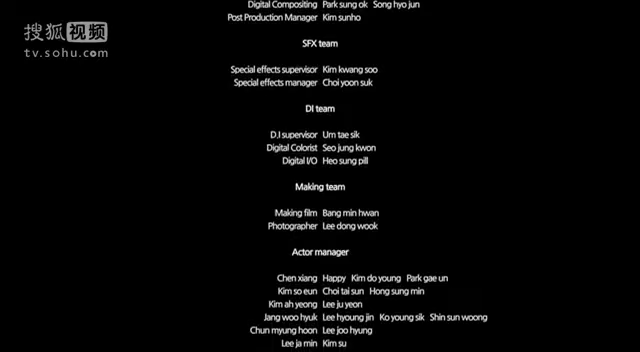 Digital Compositing Park sung ok Song hyo jun
搜狐视频
Post Production Manager Kim sunho
tv.sohu.com
SFX team
Special effects supervisor Kim kwang soo
Special effects manager Choi yoon suk
DI team
D.I supervisor Um tae sik
Digital Colorist Seo jung kwon
Digital I/O Heo sung pill
Making team
Making film Bang min hwan
Photographer Lee dong wook
Actor manager
Chen xiang Happy Kim do young Park gae un
Kim so eun Choi tai sun Hong sung min
Kim ah yeong Lee ju yeon
Jang woo hyuk Lee hyoung jin Ko young sik Shin sun woong
Chun myung hoon Lee joo hyung
Lee ja min Kim su